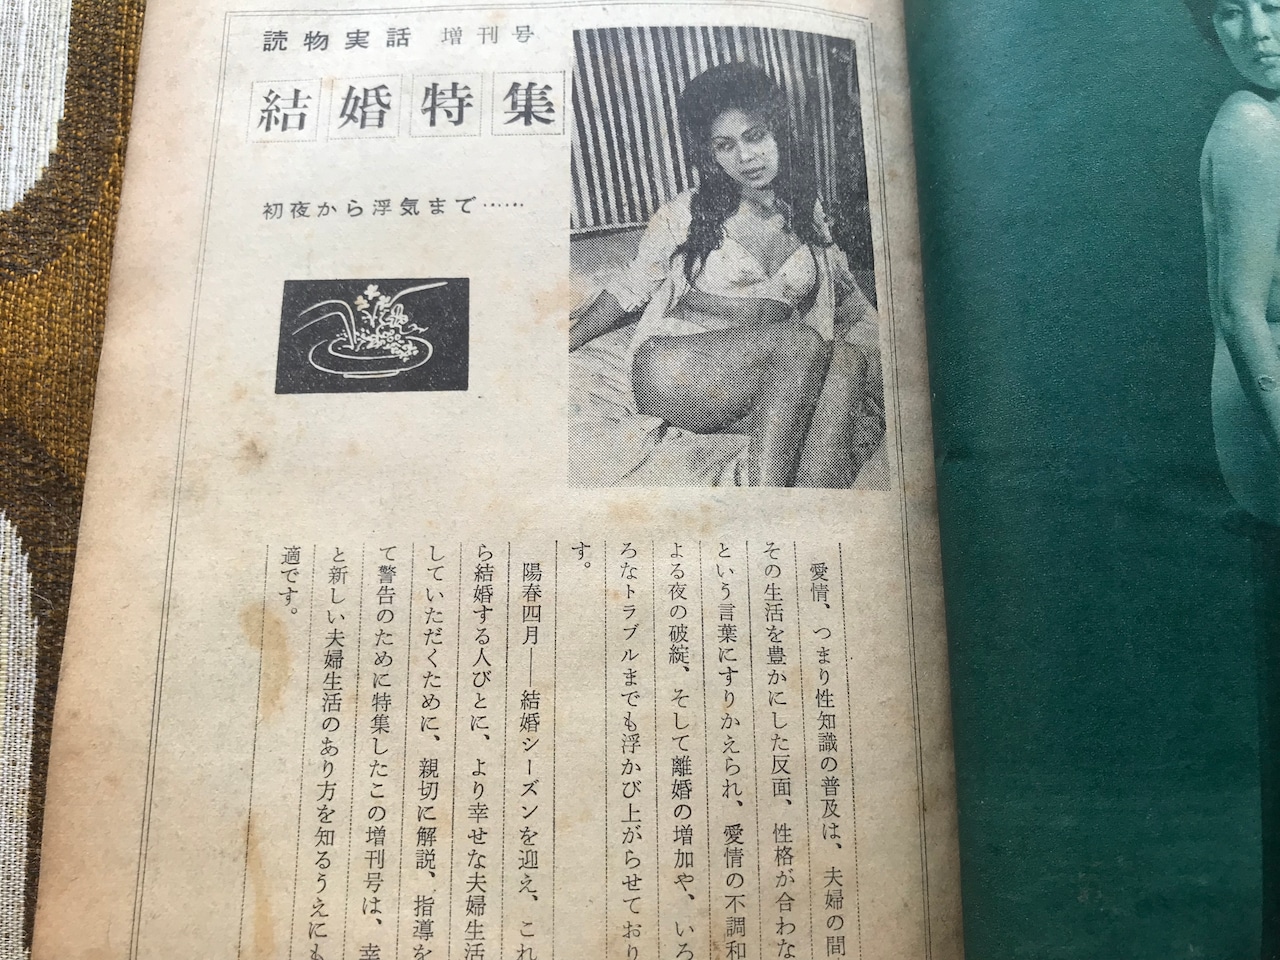 読物実話 増刊号
結婚特集
初夜から浮気まで……
愛情、つまり性知識の普及は、夫婦の間
その生活を豊かにした反面、性格が合わな
という言葉にすりかえられ、愛情の不調和
よる夜の破綻、そして離婚の増加や、いろ
ろなトラブルまでも浮かび上がらせており
す。
陽春四月――結婚シーズンを迎え、これ
ら結婚する人びとに、より幸せな夫婦生活
していただくために、親切に解説、指導を
て警告のために特集したこの増刊号は、幸
と新しい夫婦生活のあり方を知るうえにも
適です。